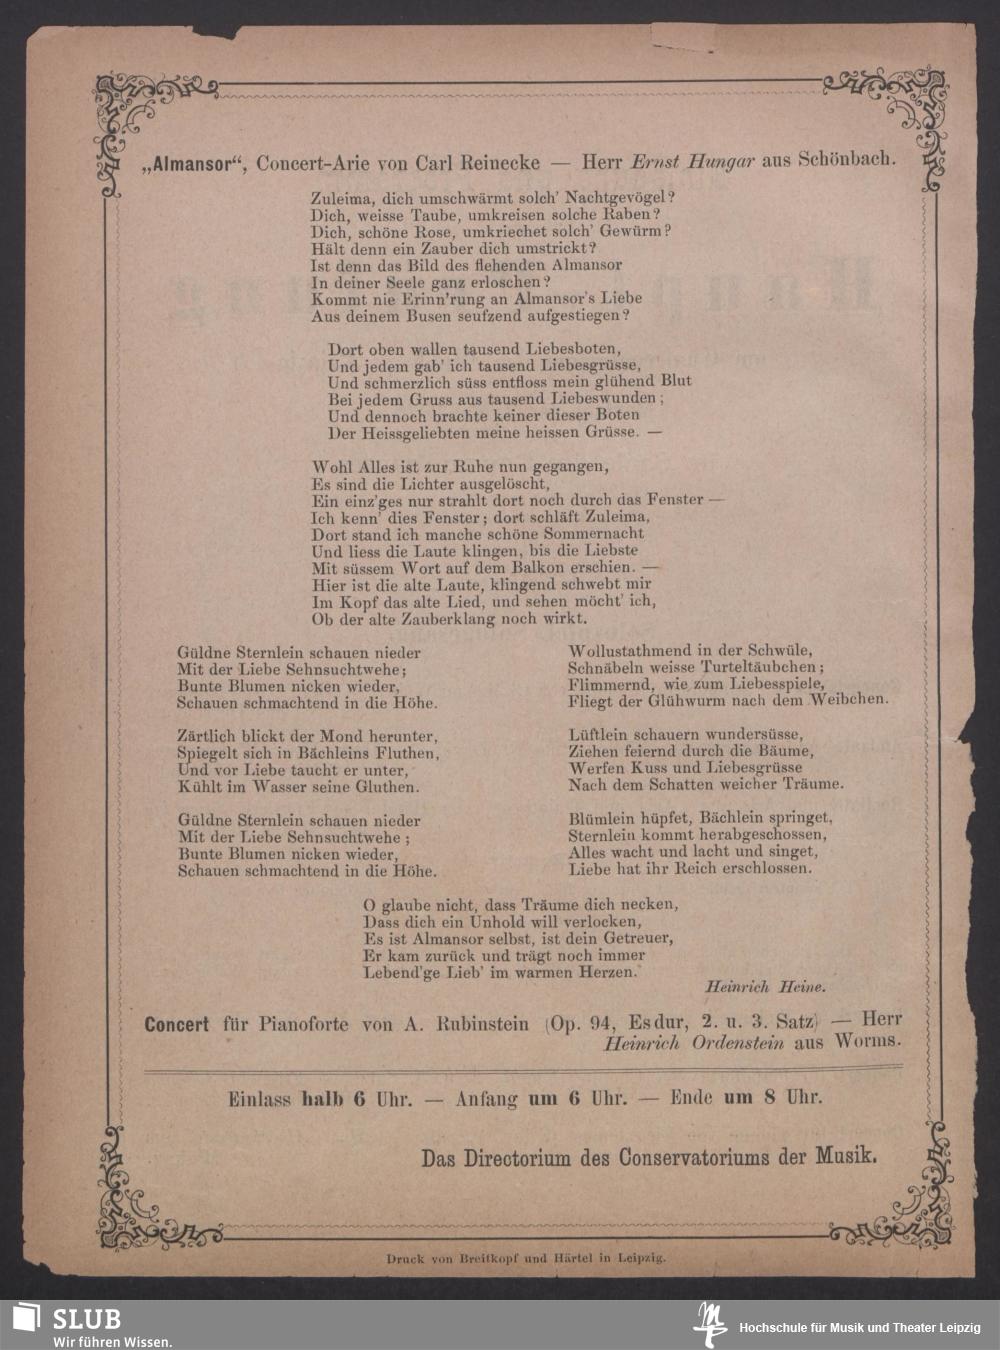 „Almansor“, Concert-Arie von Carl Reinecke — Herr Ernst Hungar aus Schönbach.
Zuleima, dich umschwärmt solch' Nachtgevögel?
Dich, weisse Taube, umkreisen solche Raben?
Dich, schöne Rose, umkriechet solch' Gewürm?
Hält denn ein Zauber dich umstrickt?
Ist denn das Bild des flehenden Almansor
In deiner Seele ganz erloschen?
Kommt nie Erinn'rung an Almansor's Liebe
Aus deinem Busen seufzend aufgestiegen?
Dort oben wallen tausend Liebesboten,
Und jedem gab' ich tausend Liebesgrüsse,
Und schmerzlich süss entfloss mein glühend Blut
Bei jedem Gruss aus tausend Liebeswunden;
Und dennoch brachte keiner dieser Boten
Der Heissgeliebten meine heissen Grüsse. —
Wohl Alles ist zur Ruhe nun gegangen,
Es sind die Lichter ausgelöscht,
Ein einz'ges nur strahlt dort noch durch das Fenster —
Ich kenn' dies Fenster; dort schläft Zuleima,
Dort stand ich manche schöne Sommernacht
Und liess die Laute klingen, bis die Liebste
Mit süssem Wort auf dem Balkon erschien. —
Hier ist die alte Laute, klingend schwebt mir
Im Kopf das alte Lied, und sehen möcht' ich,
Ob der alte Zauberklang noch wirkt.
Güldne Sternlein schauen nieder
Mit der Liebe Sehnsuchtwehe;
Bunte Blumen nicken wieder,
Schauen schmachtend in die Höhe.
Zärtlich blickt der Mond herunter,
Spiegelt sich in Bächleins Fluthen,
Und vor Liebe taucht er unter,
Kühlt im Wasser seine Gluthen.
Güldne Sternlein schauen nieder
Mit der Liebe Sehnsuchtwehe;
Bunte Blumen nicken wieder,
Schauen schmachtend in die Höhe.
Wollustathmend in der Schwüle,
Schnäbeln weisse Turteltäubchen;
Flimmernd, wie zum Liebesspiele,
Fliegt der Glühwurm nach dem Weibchen.
Lüftlein schauern wundersüsse,
Ziehen feiernd durch die Bäume,
Werfen Kuss und Liebesgrüsse
Nach dem Schatten weicher Träume.
Blümlein hüpfet, Bächlein springet,
Sternlein kommt herabgeschossen,
Alles wacht und lacht und singet,
Liebe hat ihr Reich erschlossen.
O glaube nicht, dass Träume dich necken,
Dass dich ein Unhold will verlocken,
Es ist Almansor selbst, ist dein Getreuer,
Er kam zurück und trägt noch immer
Lebend'ge Lieb' im warmen Herzen.
Heinrich Heine.
Concert für Pianoforte von A. Rubinstein (Op. 94, Esdur, 2. u. 3. Satz) — Herr
Heinrich Ordenstein aus Worms.
Einlass halb 6 Uhr. — Anfang um 6 Uhr. — Ende um 8 Uhr.
Das Directorium des Conservatoriums der Musik.
Druck von Breitkopf und Härtel in Leipzig.
SLUB
Wir führen Wissen.
Hochschule für Musik und Theater Leipzig